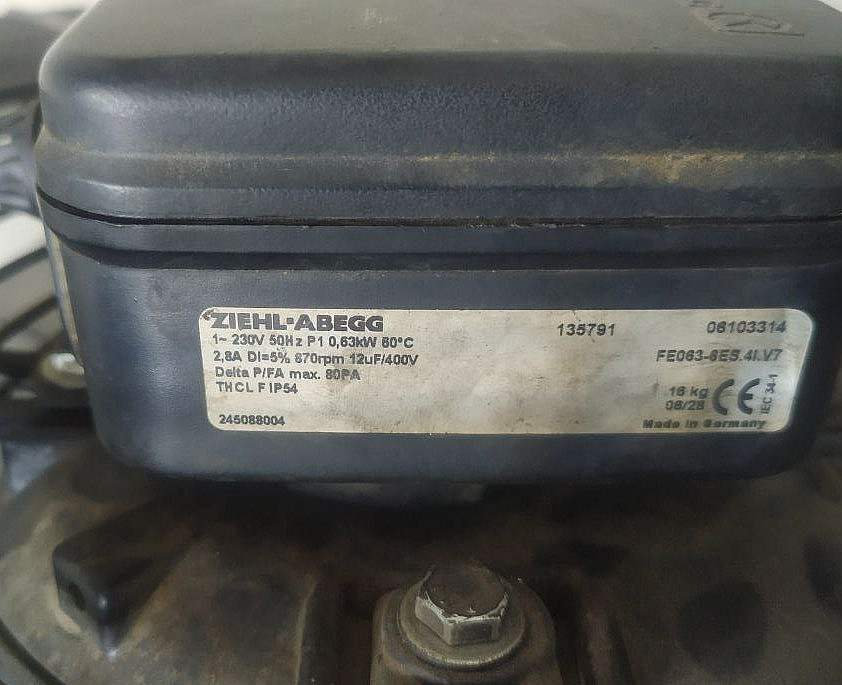 ZIEHL-ABEGG
135791
06103314
1~ 230V 50Hz P1 0,63kW 60°C
2,8A DI=5% 870rpm 12uF/400V
FE063-6ES.4I.V7
Delta P/FA max. 80PA
THCL F IP54
16 kg
CE
IEC 34-1
06/28
245088004
Made in Germany